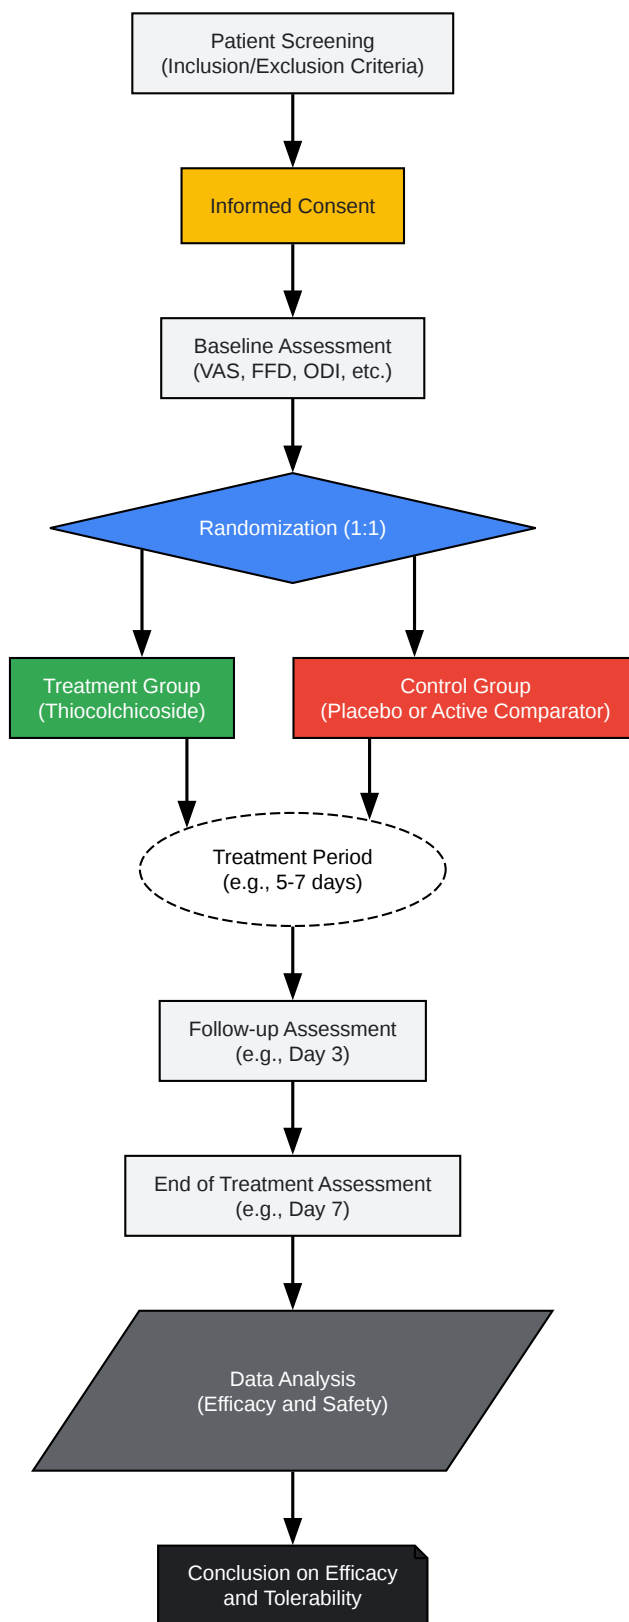 Patient Screening
(Inclusion/Exclusion Criteria)
Informed Consent
Baseline Assessment
(VAS, FFD, ODI, etc.)
Randomization (1:1)
Treatment Group
(Thiocolchicoside)
Control Group
(Placebo or Active Comparator)
Treatment Period
(e.g., 5-7 days)
Follow-up Assessment
(e.g., Day 3)
End of Treatment Assessment
(e.g., Day 7)
Data Analysis
(Efficacy and Safety)
Conclusion on Efficacy
and Tolerability